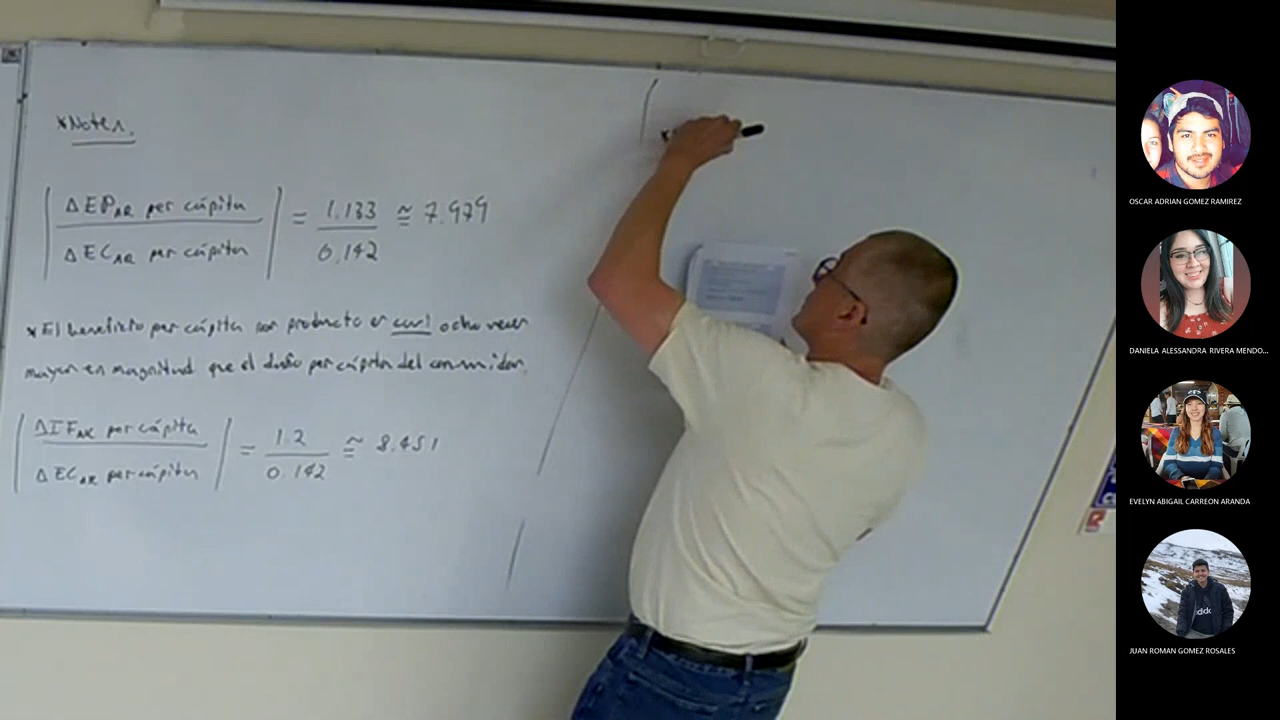 *Notes.
| ΔEP_AR per cápita / ΔEC_AR per cápita | = 1.133 / 0.142 ≅ 7.979
* El beneficio per cápita por producto es casi ocho veces
mayor en magnitud que el daño per cápita del consumidor.
| ΔIF_AR per cápita / ΔEC_AR per cápita | = 1.2 / 0.142 ≅ 8.451
OSCAR ADRIAN GOMEZ RAMIREZ
DANIELA ALESSANDRA RIVERA MENDO...
EVELYN ABIGAIL CARREON ARANDA
JUAN ROMAN GOMEZ ROSALES